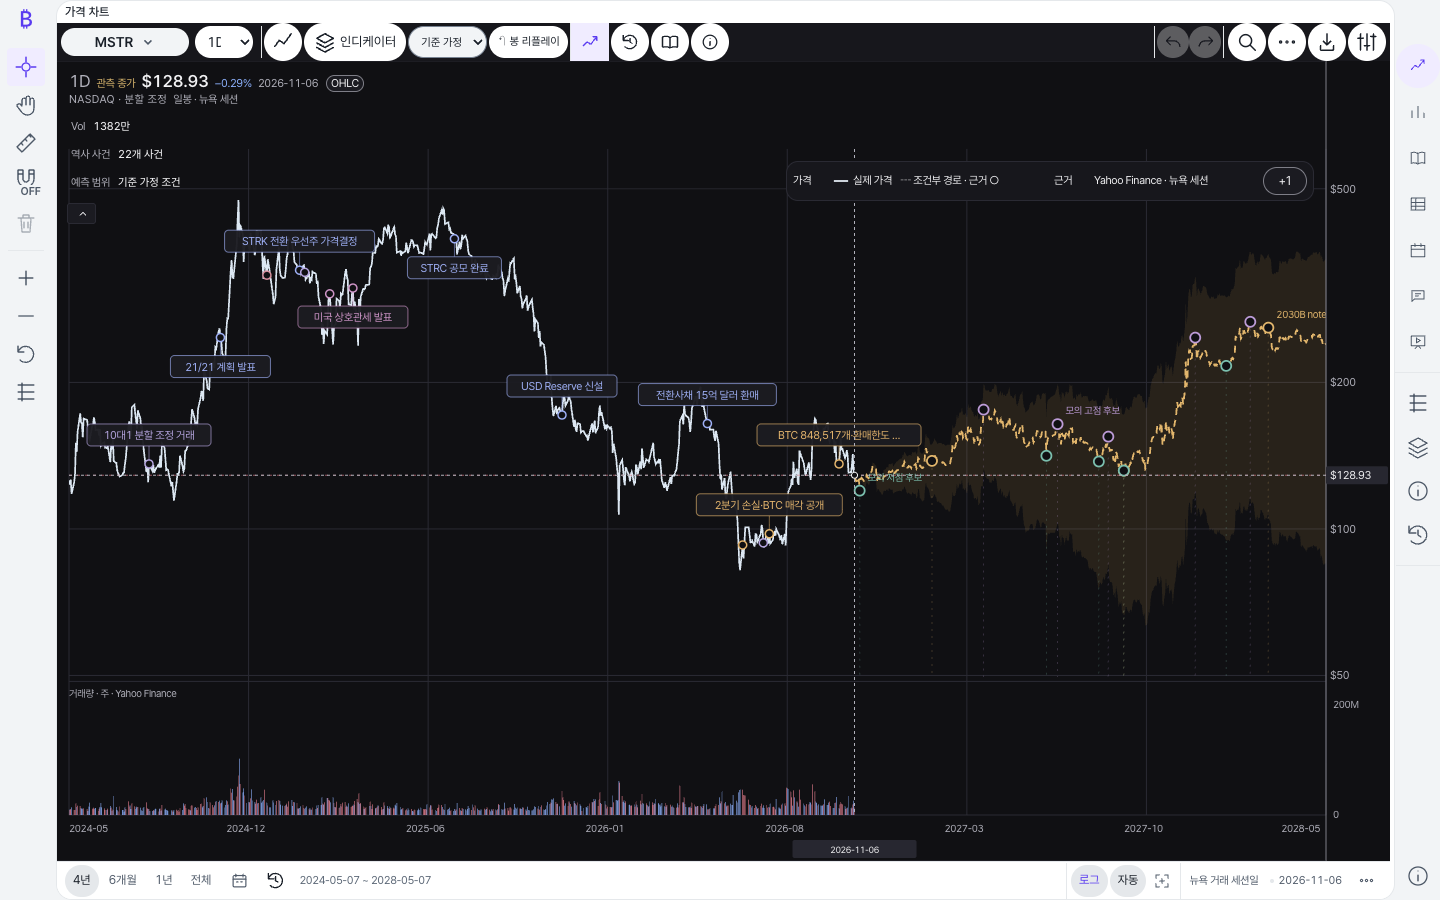 가격 차트
MSTR
인디케이터
기준 가정
봉 리플레이
1D 관측 종가 $128.93 −0.29% 2026-11-06 OHLC
NASDAQ · 분할 조정 일봉 · 뉴욕 세션
Vol 1382만
역사 사건 22개 사건
예측 범위 기준 가정 조건
OFF
가격 실제 가격 조건부 경로 · 근거 근거 Yahoo Finance · 뉴욕 세션 +1
$500
STRK 전환 우선주 가격결정
STRC 공모 완료
미국 상호관세 발표
2030B note
21/21 계획 발표
USD Reserve 신설
전환사채 15억 달러 환매
$200
모의 고점 후보
10대1 분할 조정 거래
BTC 848,517개·환매한도 ...
$128.93
저점 후보
2분기 손실·BTC 매각 공개
$100
$50
거래량 · 주 · Yahoo Finance
200M
0
2024-05 2024-12 2025-06 2026-01 2026-08 2027-03 2027-10 2028-05
2026-11-06
4년 6개월 1년 전체 2024-05-07 ~ 2028-05-07 로그 자동 뉴욕 거래 세션일 2026-11-06